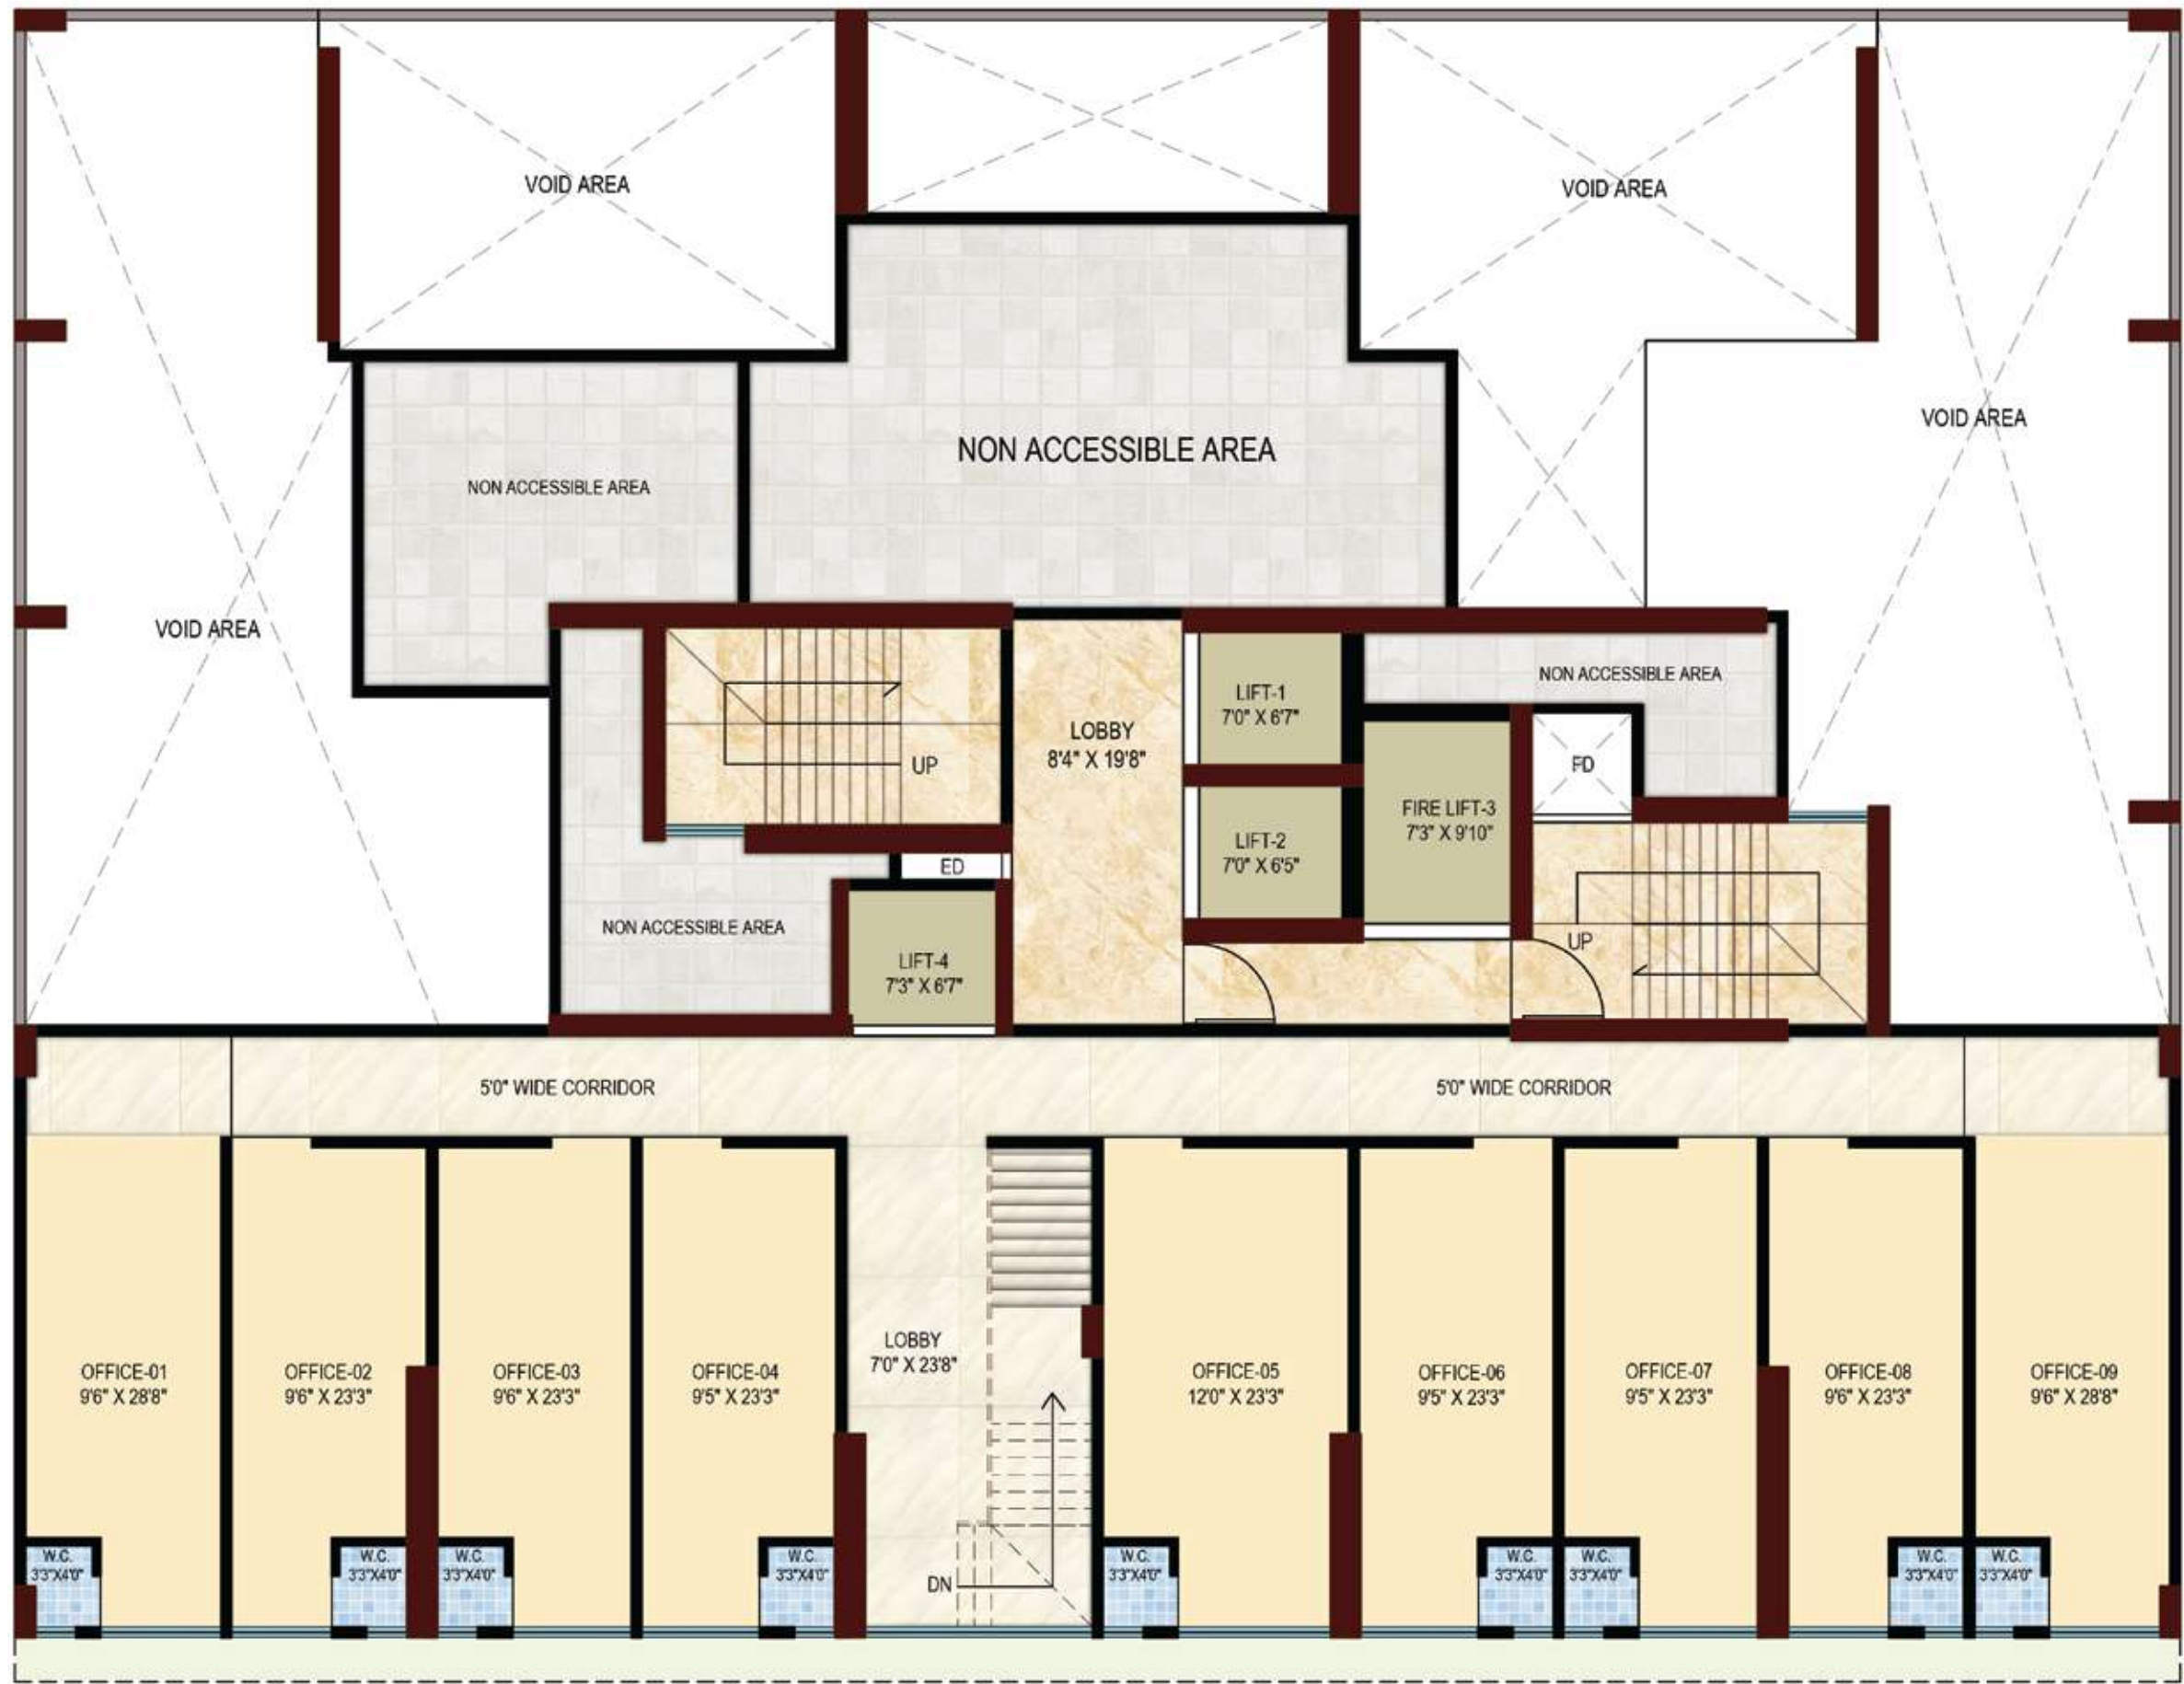 VOID AREA
VOID AREA
VOID AREA
NON ACCESSIBLE AREA
NON ACCESSIBLE AREA
VOID AREA
NON ACCESSIBLE AREA
LIFT-1
7'0" X 6'7"
LOBBY
8'4" X 19'8"
UP
FD
FIRE LIFT-3
7'3" X 9'10"
LIFT-2
7'0" X 6'5"
ED
NON ACCESSIBLE AREA
UP
LIFT-4
7'3" X 6'7"
5'0" WIDE CORRIDOR
5'0" WIDE CORRIDOR
LOBBY
7'0" X 23'8"
OFFICE-01
9'6" X 28'8"
OFFICE-02
9'6" X 23'3"
OFFICE-03
9'6" X 23'3"
OFFICE-04
9'5" X 23'3"
OFFICE-05
12'0" X 23'3"
OFFICE-06
9'5" X 23'3"
OFFICE-07
9'5" X 23'3"
OFFICE-08
9'6" X 23'3"
OFFICE-09
9'6" X 28'8"
W.C.
3'3"X4'0"
W.C.
3'3"X4'0"
W.C.
3'3"X4'0"
W.C.
3'3"X4'0"
DN
W.C.
3'3"X4'0"
W.C.
3'3"X4'0"
W.C.
3'3"X4'0"
W.C.
3'3"X4'0"
W.C.
3'3"X4'0"